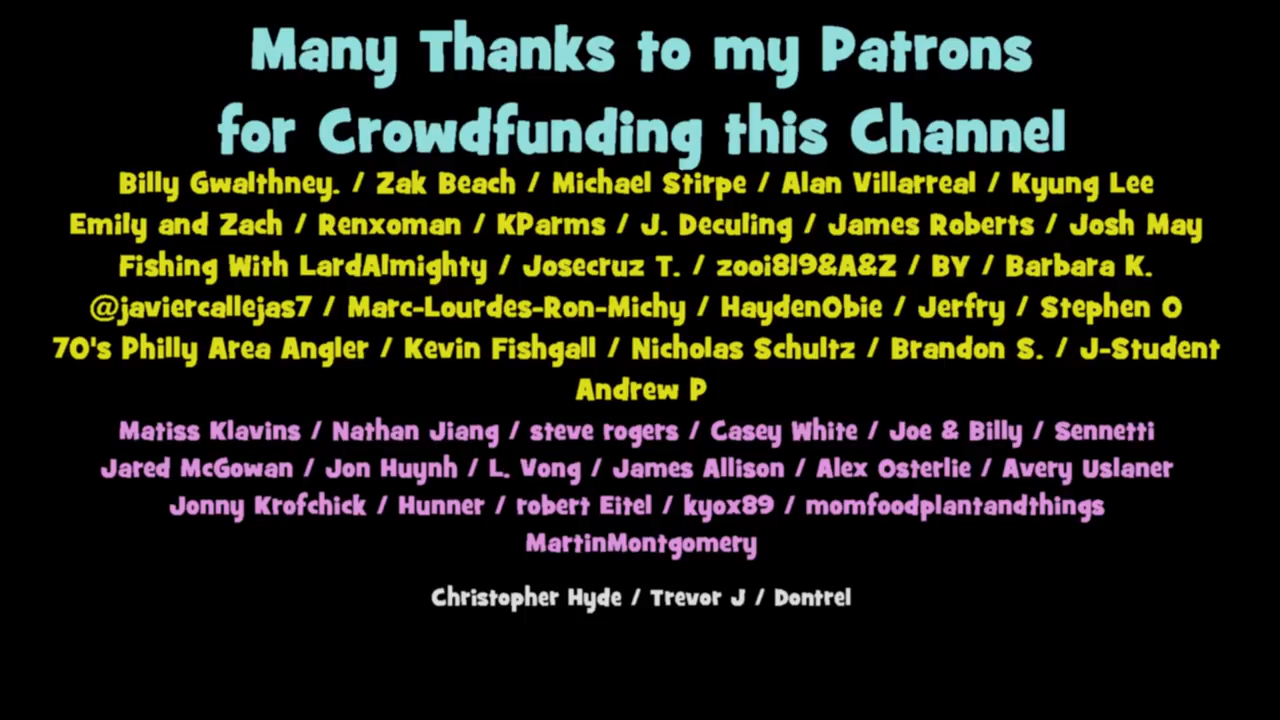 Many Thanks to my Patrons
for Crowdfunding this Channel
Billy Gwalthney. / Zak Beach / Michael Stirpe / Alan Villarreal / Kyung Lee
Emily and Zach / Renxoman / KParms / J. Deculing / James Roberts / Josh May
Fishing With LardAlmighty / Josecruz T. / zooi819&A&Z / BY / Barbara K.
@javiercallejas7 / Marc-Lourdes-Ron-Michy / HaydenObie / Jerfry / Stephen O
70's Philly Area Angler / Kevin Fishgall / Nicholas Schultz / Brandon S. / J-Student
Andrew P
Matiss Klavins / Nathan Jiang / steve rogers / Casey White / Joe & Billy / Sennetti
Jared McGowan / Jon Huynh / L. Vong / James Allison / Alex Osterlie / Avery Uslaner
Jonny Krofchick / Hunner / robert Eitel / kyox89 / momfoodplantandthings
MartinMontgomery
Christopher Hyde / Trevor J / Dontrel